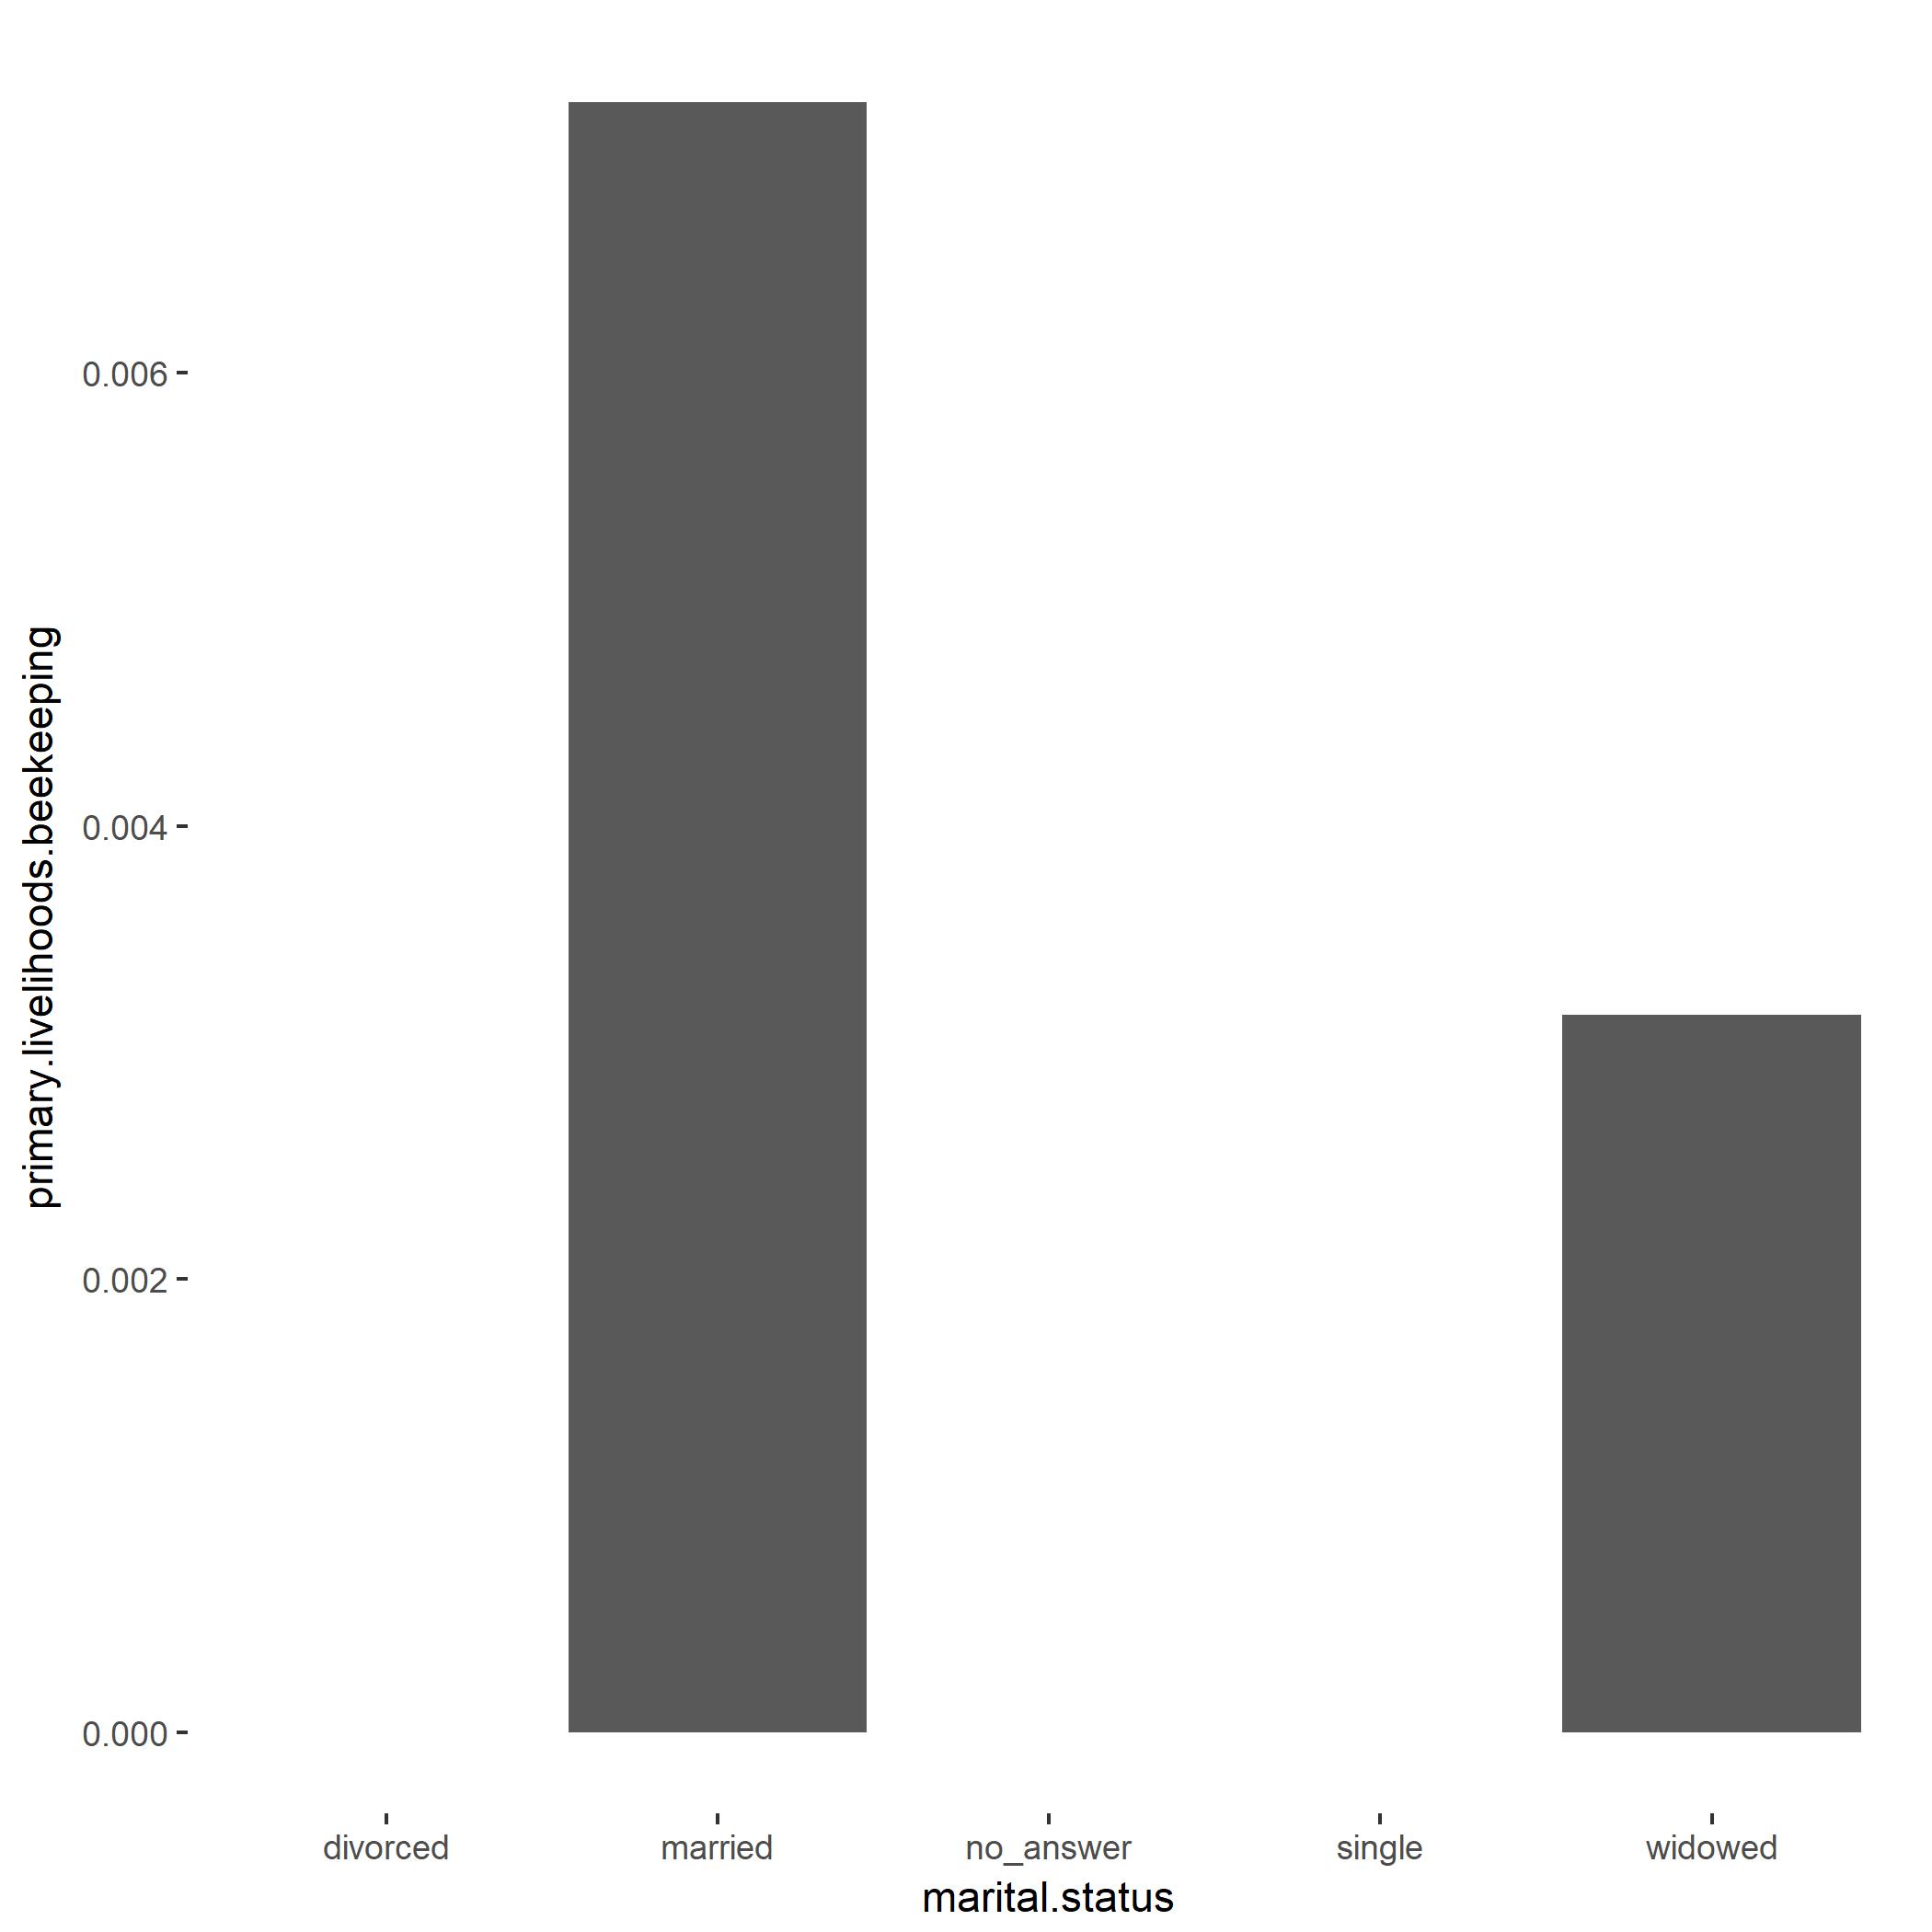 primary.livelihoods.beekeeping
0.006
0.004
0.002
0.000
divorced married no_answer single widowed
marital.status